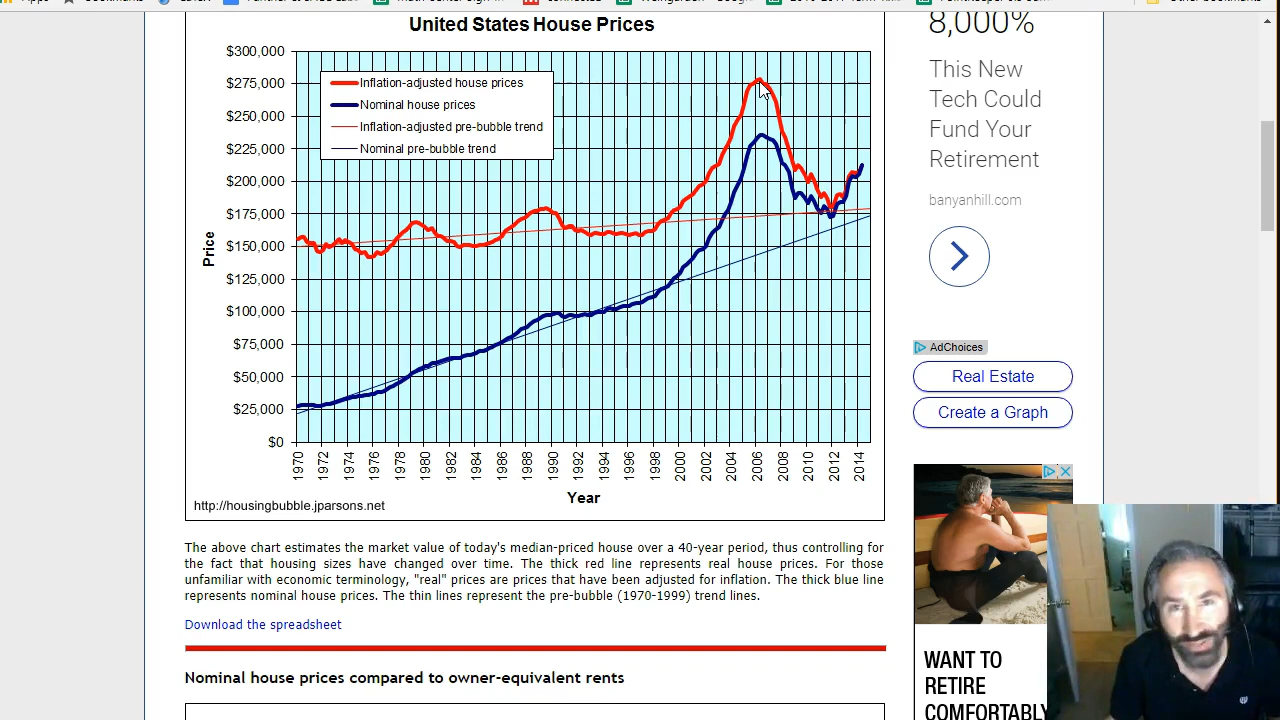 United States House Prices
$300,000
$275,000
$250,000
$225,000
$200,000
$175,000
$150,000
$125,000
$100,000
$75,000
$50,000
$25,000
$0
Price
Inflation-adjusted house prices
Nominal house prices
Inflation-adjusted pre-bubble trend
Nominal pre-bubble trend
1970
1972
1974
1976
1978
1980
1982
1984
1986
1988
1990
1992
1994
1996
1998
2000
2002
2004
2006
2008
2010
2012
2014
Year
http://housingbubble.jparsons.net
The above chart estimates the market value of today's median-priced house over a 40-year period, thus controlling for
the fact that housing sizes have changed over time. The thick red line represents real house prices. For those
unfamiliar with economic terminology, "real" prices are prices that have been adjusted for inflation. The thick blue line
represents nominal house prices. The thin lines represent the pre-bubble (1970-1999) trend lines.
Download the spreadsheet
Nominal house prices compared to owner-equivalent rents
8,000%
This New
Tech Could
Fund Your
Retirement
banyanhill.com
AdChoices
Real Estate
Create a Graph
WANT TO
RETIRE
COMFORTABLY